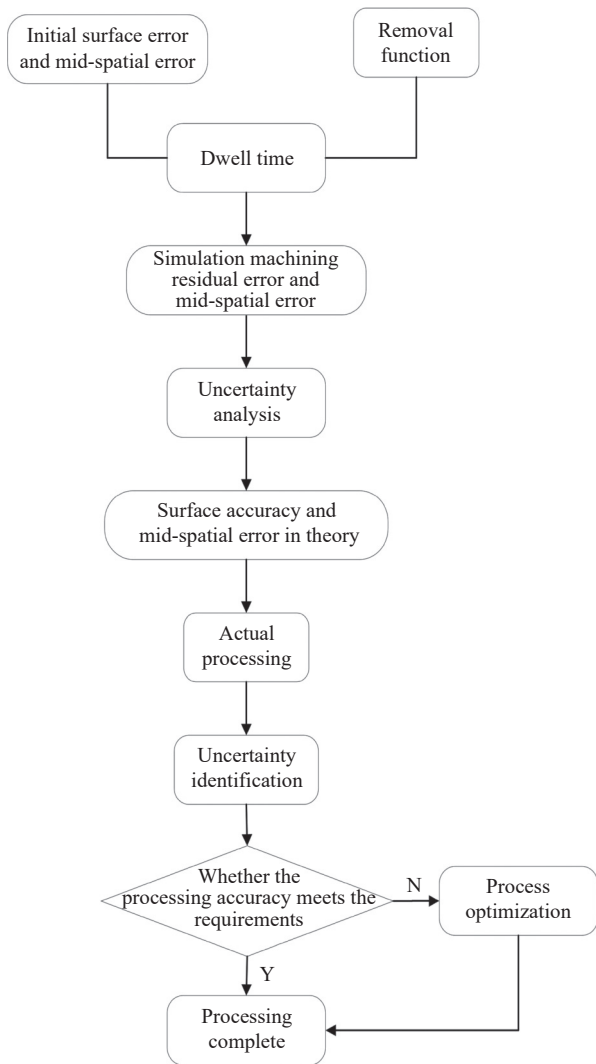 Initial surface error
and mid-spatial error
Removal
function
Dwell time
Simulation machining
residual error and
mid-spatial error
Uncertainty
analysis
Surface accuracy and
mid-spatial error in theory
Actual
processing
Uncertainty
identification
Whether the
processing accuracy meets the
requirements
N
Process
optimization
Y
Processing
complete